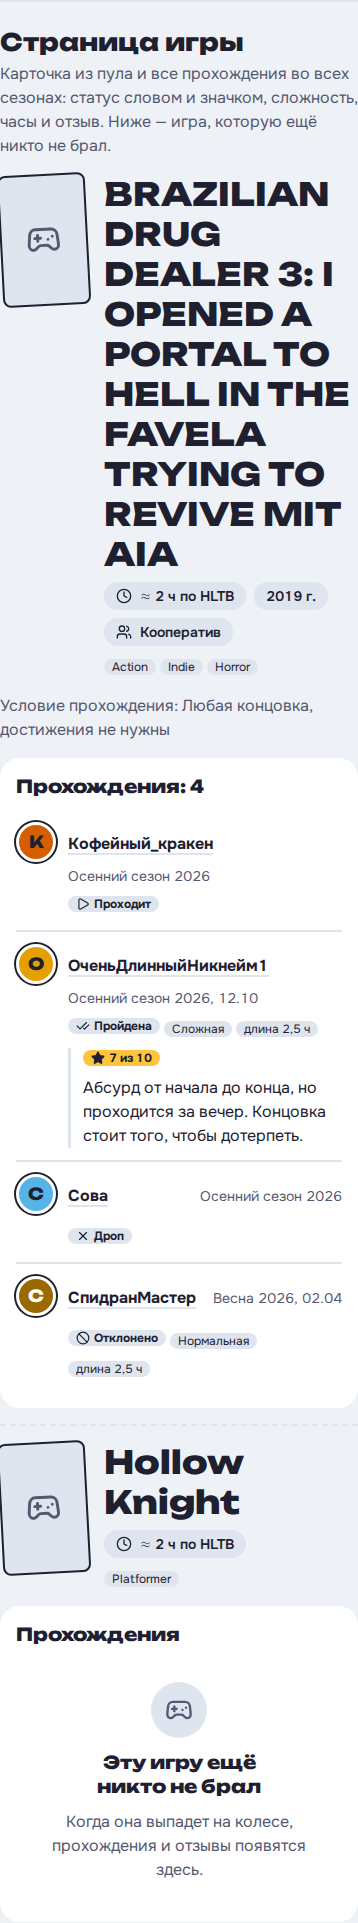 Страница игры
Карточка из пула и все прохождения во всех
сезонах: статус словом и значком, сложность,
часы и отзыв. Ниже — игра, которую ещё
никто не брал.
BRAZILIAN
DRUG
DEALER 3: I
OPENED A
PORTAL TO
HELL IN THE
FAVELA
TRYING TO
REVIVE MIT
AIA
≈ 2 ч по HLTB
2019 г.
Кооператив
Action Indie Horror
Условие прохождения: Любая концовка,
достижения не нужны
Прохождения: 4
К
Кофейный_кракен
Осенний сезон 2026
Проходит
О
ОченьДлинныйНикнейм1
Осенний сезон 2026, 12.10
Пройдена Сложная длина 2,5 ч
7 из 10
Абсурд от начала до конца, но
проходится за вечер. Концовка
стоит того, чтобы дотерпеть.
С
Сова Осенний сезон 2026
Дроп
С
СпидранМастер Весна 2026, 02.04
Отклонено Нормальная
длина 2,5 ч
Hollow
Knight
≈ 2 ч по HLTB
Platformer
Прохождения
Эту игру ещё
никто не брал
Когда она выпадет на колесе,
прохождения и отзывы появятся
здесь.